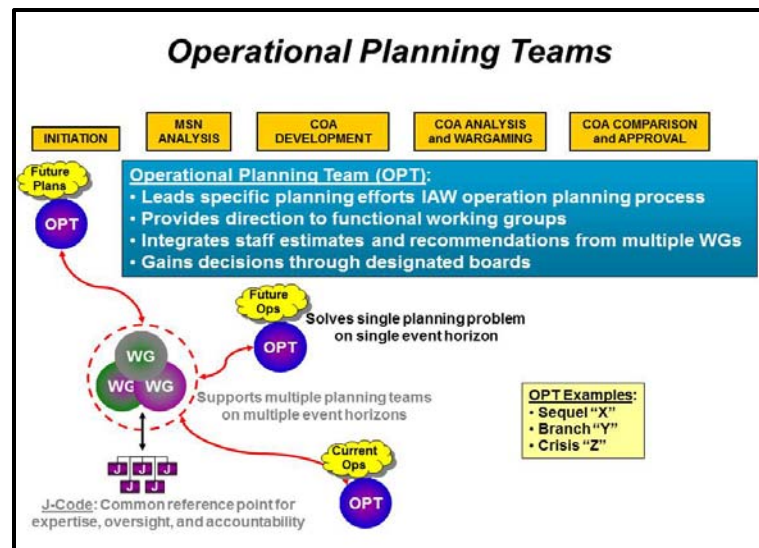 Operational Planning Teams
INITIATION
MSN
ANALYSIS
COA
DEVELOPMENT
COA ANALYSIS
and WARGAMING
COA COMPARISON
and APPROVAL
Future
Plans
OPT
Operational Planning Team (OPT):
• Leads specific planning efforts IAW operation planning process
• Provides direction to functional working groups
• Integrates staff estimates and recommendations from multiple WGs
• Gains decisions through designated boards
Future
Ops
OPT
Solves single planning problem
on single event horizon
WG
WG
WG
Supports multiple planning teams
on multiple event horizons
OPT Examples:
• Sequel “X”
• Branch “Y”
• Crisis “Z”
J J J
J J
J-Code: Common reference point for
expertise, oversight, and accountability
Current
Ops
OPT